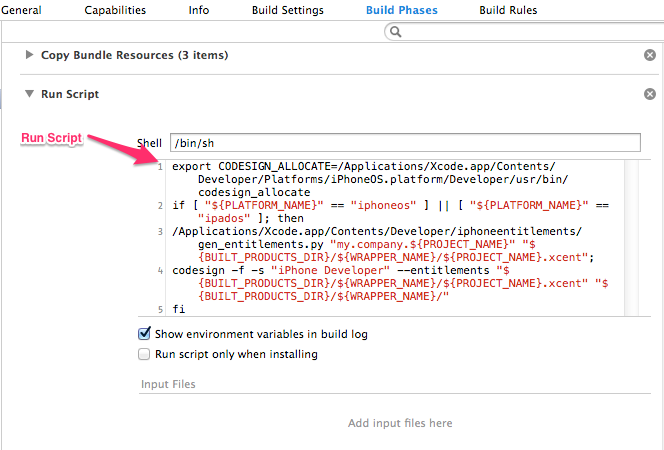 General Capabilities Info Build Settings Build Phases Build Rules
Copy Bundle Resources (3 items)
Run Script
Run Script
Shell /bin/sh
1 export CODESIGN_ALLOCATE=/Applications/Xcode.app/Contents/
Developer/Platforms/iPhoneOS.platform/Developer/usr/bin/
codesign_allocate
2 if [ "${PLATFORM_NAME}" == "iphoneos" ] || [ "${PLATFORM_NAME}" ==
"ipados" ]; then
3 /Applications/Xcode.app/Contents/Developer/iphoneentitlements/
gen_entitlements.py "my.company.${PROJECT_NAME}" "$
{BUILT_PRODUCTS_DIR}/${WRAPPER_NAME}/${PROJECT_NAME}.xcent";
4 codesign -f -s "iPhone Developer" --entitlements "$
{BUILT_PRODUCTS_DIR}/${WRAPPER_NAME}/${PROJECT_NAME}.xcent" "$
{BUILT_PRODUCTS_DIR}/${WRAPPER_NAME}/"
5 fi
Show environment variables in build log
Run script only when installing
Input Files
Add input files here